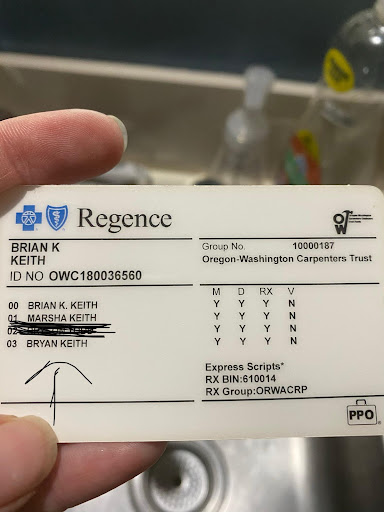 Regence
BRIAN K
KEITH
ID NO OWC180036560
Group No. 10000187
Oregon-Washington Carpenters Trust
M D RX V
00 BRIAN K. KEITH Y Y Y N
01 MARSHA KEITH Y Y Y N
02 Y Y Y N
03 BRYAN KEITH Y Y Y N
Express Scripts*
RX BIN:610014
RX Group:ORWACRP
PPO